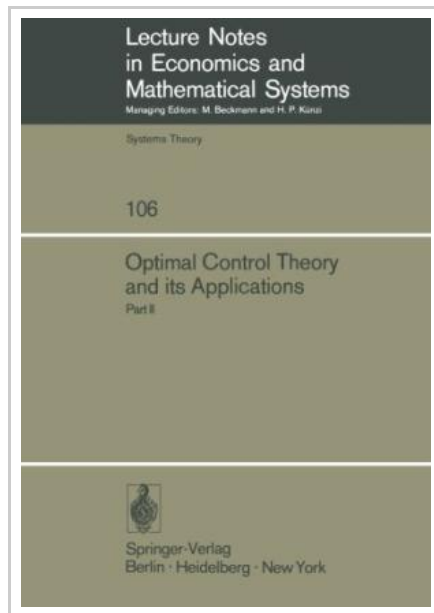 Lecture Notes
in Economics and
Mathematical Systems
Managing Editors: M. Beckmann and H. P. Künzi
Systems Theory
106
Optimal Control Theory
and its Applications
Part II
Springer-Verlag
Berlin · Heidelberg · New York